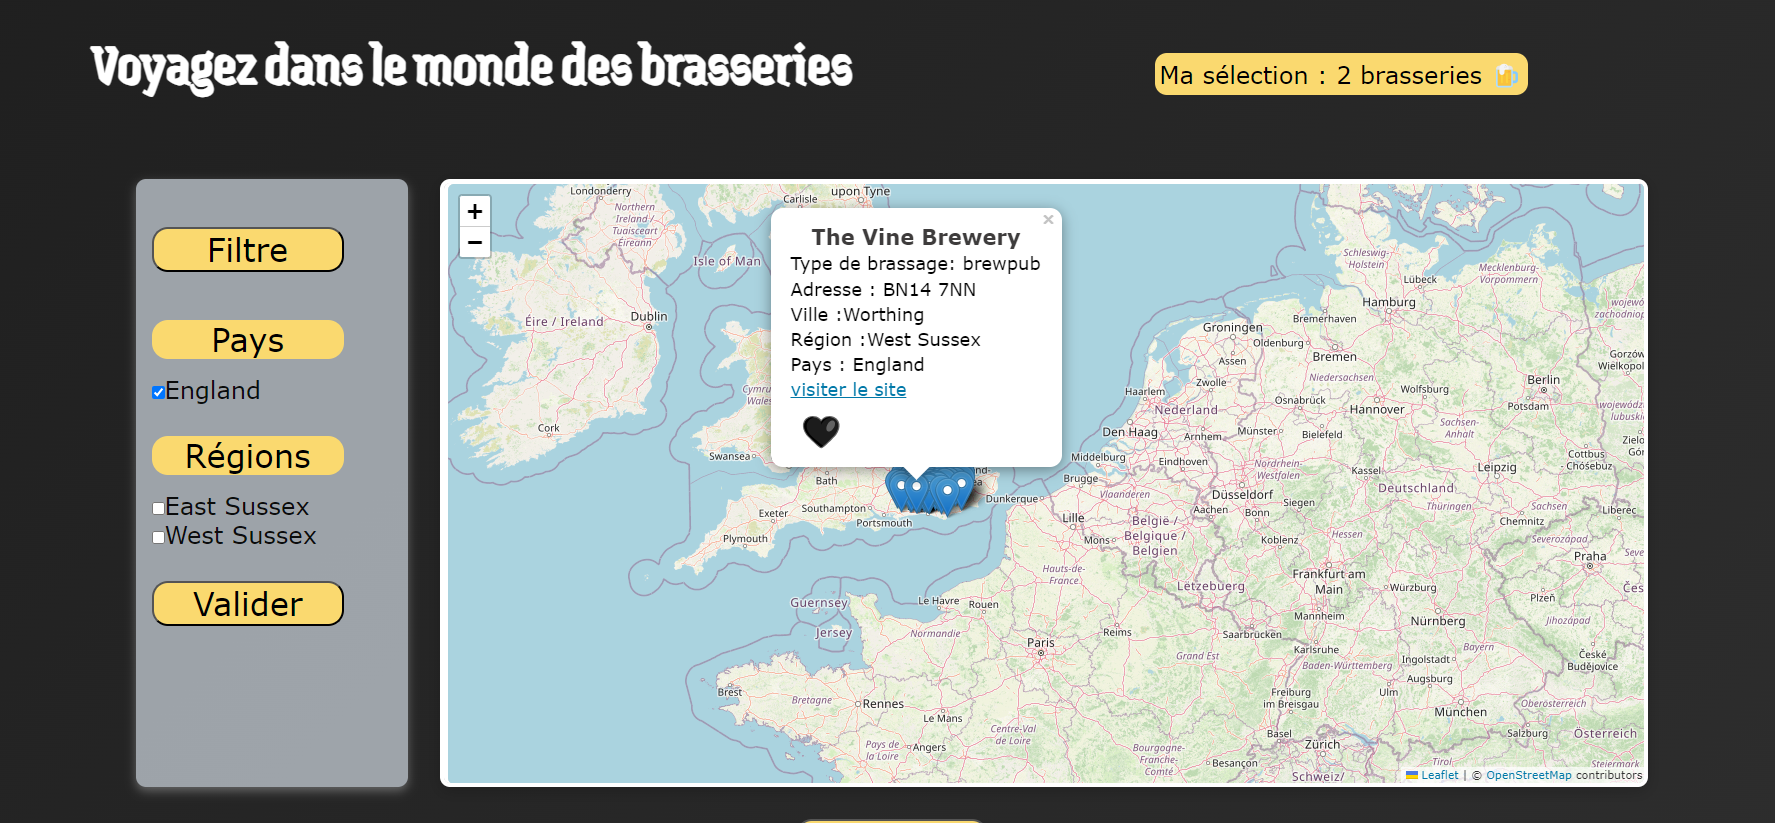 Voyagez dans le monde des brasseries
Ma sélection : 2 brasseries
Filtre
Pays
England
Régions
East Sussex
West Sussex
Valider
+
−
×
The Vine Brewery
Type de brassage: brewpub
Adresse : BN14 7NN
Ville :Worthing
Région :West Sussex
Pays : England
visiter le site
Londonderry
Northern
Ireland /
Tuaisceart
Éireann
Carlisle
upon Tyne
Isle of Man
Dublin
Éire / Ireland
Cork
Swansea
Bath
Exeter
Southampton
Portsmouth
Plymouth
Dunkerque
Guernsey
Jersey
Le Havre
Rouen
Normandie
Hauts-de-
France
Paris
Reims
Grand Est
Brest
Bretagne
Rennes
Le Mans
Angers
Pays de
la Loire
Centre-Val
de Loire
Bourgogne-
Franche-
Comté
Besançon
Lille
Mons
Brugge
Middelburg
Vlaanderen
België /
Belgique /
Belgien
Lëtzebuerg
Den Haag
Haarlem
Nederland
Arnhem
Eindhoven
Zwolle
Assen
Groningen
Oldenburg
Bremerhaven
Bremen
Hamburg
Lübeck
Schleswig-
Holstein
Mecklenburg-
Vorpommern
Niedersachsen
Osnabrück
Hannover
Wolfsburg
Münster
Bielefeld
Sachsen-
Anhalt
Berlin
Potsdam
Gorzów
Wielkopol
Cottbus -
Chóśebuz
Nordrhein-
Westfalen
Kassel
Leipzig
Düsseldorf
Siegen
Deutschland
Thüringen
Sachsen
Aachen
Bonn
Hessen
Chemnitz
Liberec
Koblenz
Severozápad
Praha
Frankfurt am
Main
Würzburg
Plzeň
Mannheim
Nürnberg
Jihozápad
Saarbrücken
Karlsruhe
Baden-Württemberg
Ingolstadt
Bayern
České
Budějovice
Augsburg
Freiburg
im Breisgau
Ulm
München
Oberösterreich
Basel
Zürich
Salzburg
Österreich
Tirol
Steiermark
Schweiz/
Leaflet | © OpenStreetMap contributors